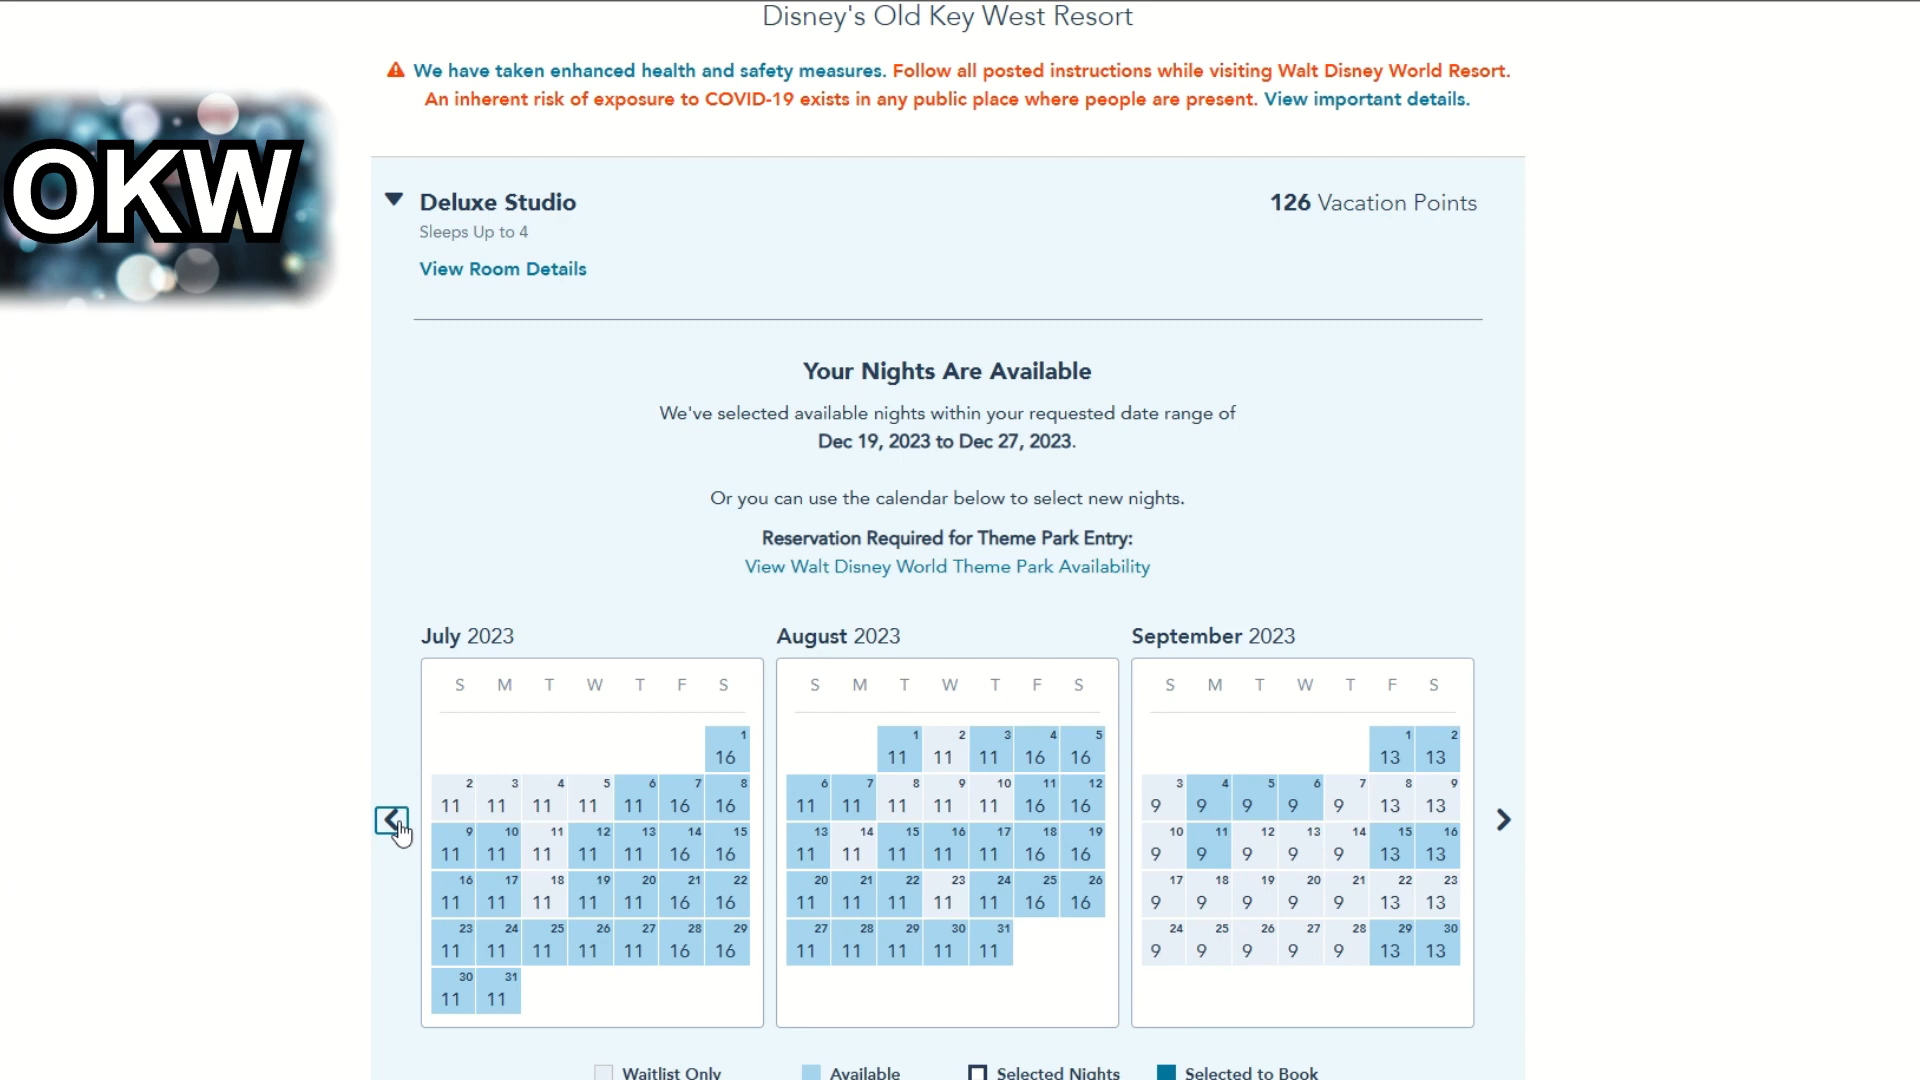 Disney's Old Key West Resort
We have taken enhanced health and safety measures. Follow all posted instructions while visiting Walt Disney World Resort.
An inherent risk of exposure to COVID-19 exists in any public place where people are present. View important details.
OKW
Deluxe Studio
126 Vacation Points
Sleeps Up to 4
View Room Details
Your Nights Are Available
We've selected available nights within your requested date range of
Dec 19, 2023 to Dec 27, 2023.
Or you can use the calendar below to select new nights.
Reservation Required for Theme Park Entry:
View Walt Disney World Theme Park Availability
July 2023
S M T W T F S
1
16
2 3 4 5 6 7 8
11 11 11 11 11 16 16
9 10 11 12 13 14 15
11 11 11 11 11 16 16
16 17 18 19 20 21 22
11 11 11 11 11 16 16
23 24 25 26 27 28 29
11 11 11 11 11 16 16
30 31
11 11
August 2023
S M T W T F S
1 2 3 4 5
11 11 11 16 16
6 7 8 9 10 11 12
11 11 11 11 11 16 16
13 14 15 16 17 18 19
11 11 11 11 11 16 16
20 21 22 23 24 25 26
11 11 11 11 11 16 16
27 28 29 30 31
11 11 11 11 11
September 2023
S M T W T F S
1 2
13 13
3 4 5 6 7 8 9
9 9 9 9 9 13 13
10 11 12 13 14 15 16
9 9 9 9 9 13 13
17 18 19 20 21 22 23
9 9 9 9 9 13 13
24 25 26 27 28 29 30
9 9 9 9 9 13 13
Waitlist Only Available Selected Nights Selected to Book